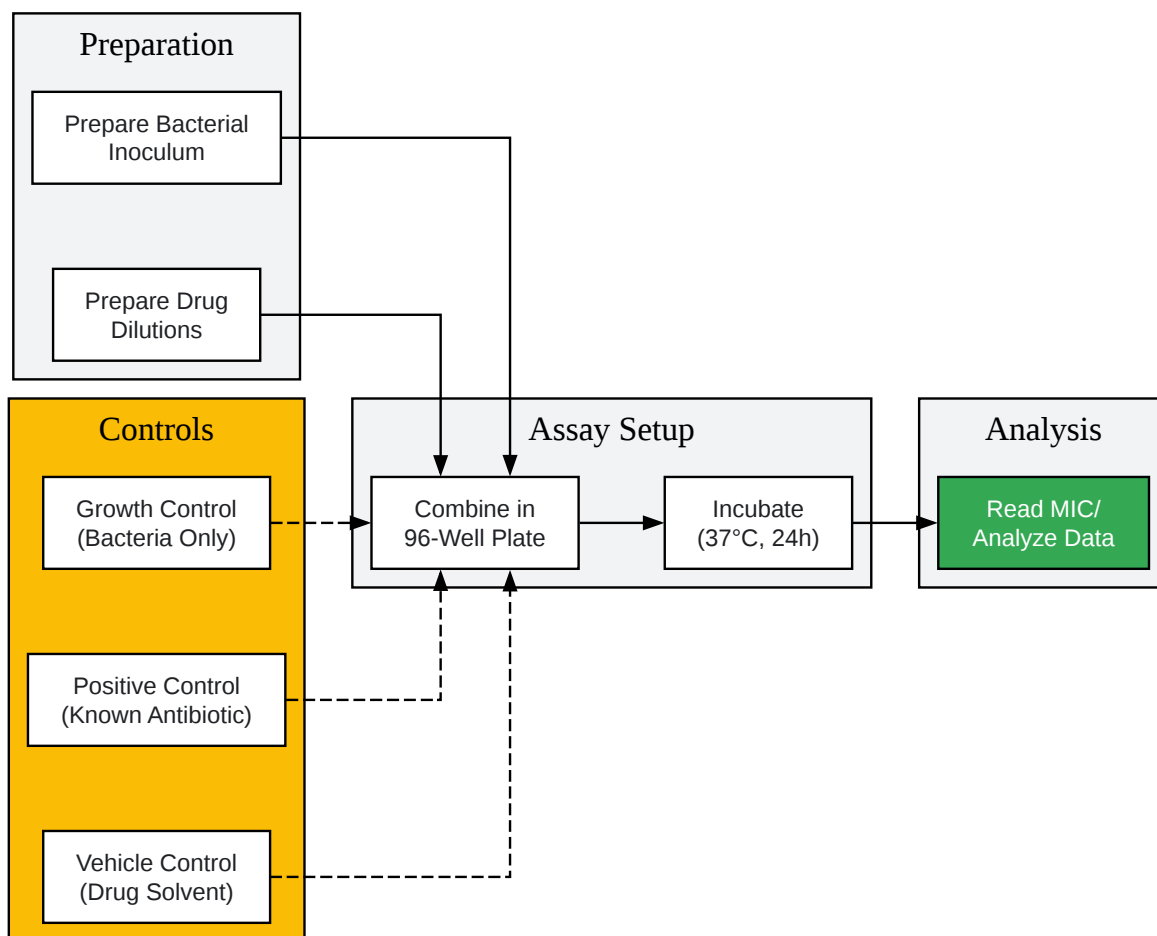 Preparation
Prepare Bacterial
Inoculum
Prepare Drug
Dilutions
Controls
Growth Control
(Bacteria Only)
Positive Control
(Known Antibiotic)
Vehicle Control
(Drug Solvent)
Assay Setup
Combine in
96-Well Plate
Incubate
(37°C, 24h)
Analysis
Read MIC/
Analyze Data